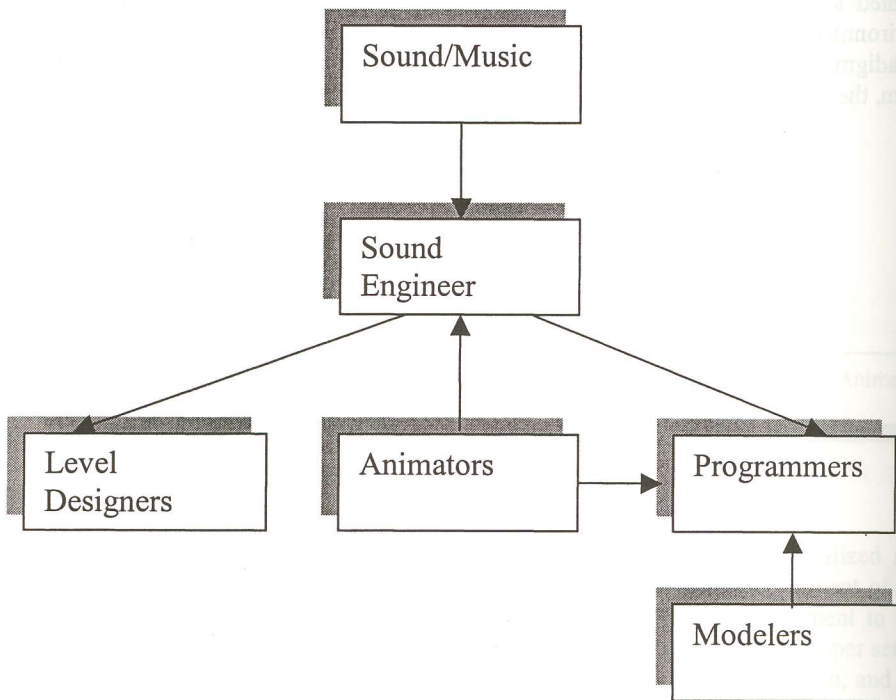 Sound/Music
Sound
Engineer
Level
Designers
Animators
Programmers
Modelers